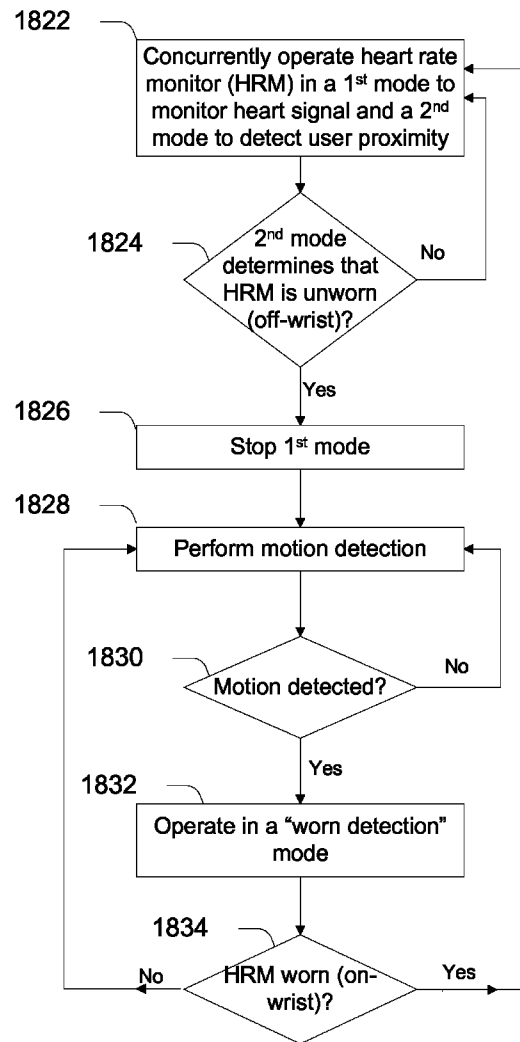 1822
Concurrently operate heart rate
monitor (HRM) in a 1st mode to
monitor heart signal and a 2nd
mode to detect user proximity
1824
2nd mode
determines that
HRM is unworn
(off-wrist)?
No
Yes
1826
Stop 1st mode
1828
Perform motion detection
1830
Motion detected?
No
Yes
1832
Operate in a “worn detection”
mode
1834
HRM worn (on-
wrist)?
No
Yes